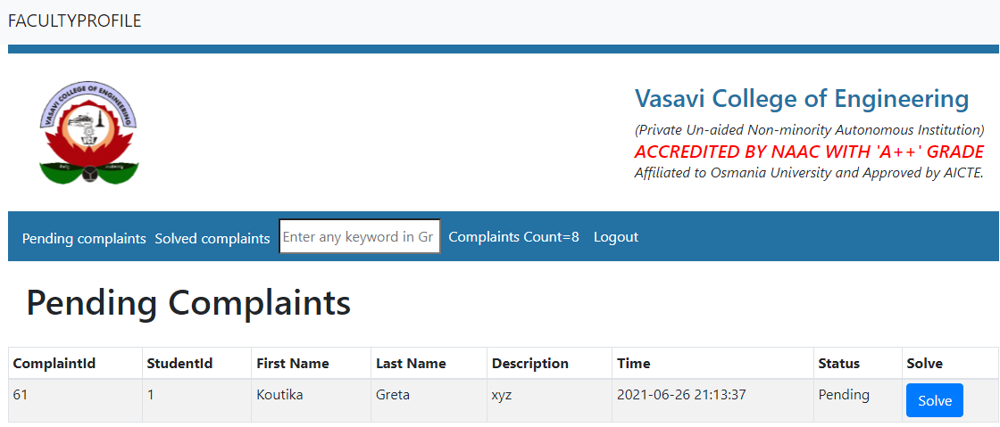 FACULTYPROFILE
VASAVI COLLEGE OF ENGINEERING
Vasavi College of Engineering
(Private Un-aided Non-minority Autonomous Institution)
ACCREDITED BY NAAC WITH 'A++' GRADE
Affiliated to Osmania University and Approved by AICTE.
Pending complaints Solved complaints Enter any keyword in Gr Complaints Count=8 Logout
Pending Complaints
ComplaintId StudentId First Name Last Name Description Time Status Solve
61 1 Koutika Greta xyz 2021-06-26 21:13:37 Pending Solve